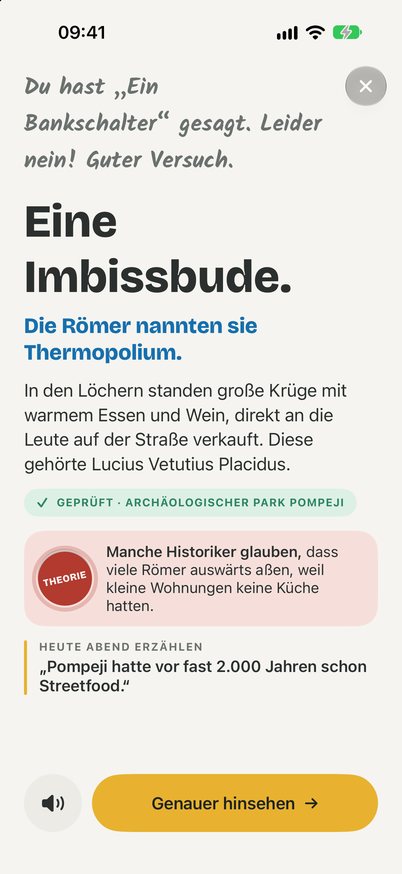 09:41
Du hast „Ein
Bankschalter“ gesagt. Leider
nein! Guter Versuch.
Eine
Imbissbude.
Die Römer nannten sie
Thermopolium.
In den Löchern standen große Krüge mit
warmem Essen und Wein, direkt an die
Leute auf der Straße verkauft. Diese
gehörte Lucius Vetutius Placidus.
GEPRÜFT · ARCHÄOLOGISCHER PARK POMPEJI
THEORIE
Manche Historiker glauben, dass
viele Römer auswärts aßen, weil
kleine Wohnungen keine Küche
hatten.
HEUTE ABEND ERZÄHLEN
„Pompeji hatte vor fast 2.000 Jahren schon
Streetfood.“
Genauer hinsehen →